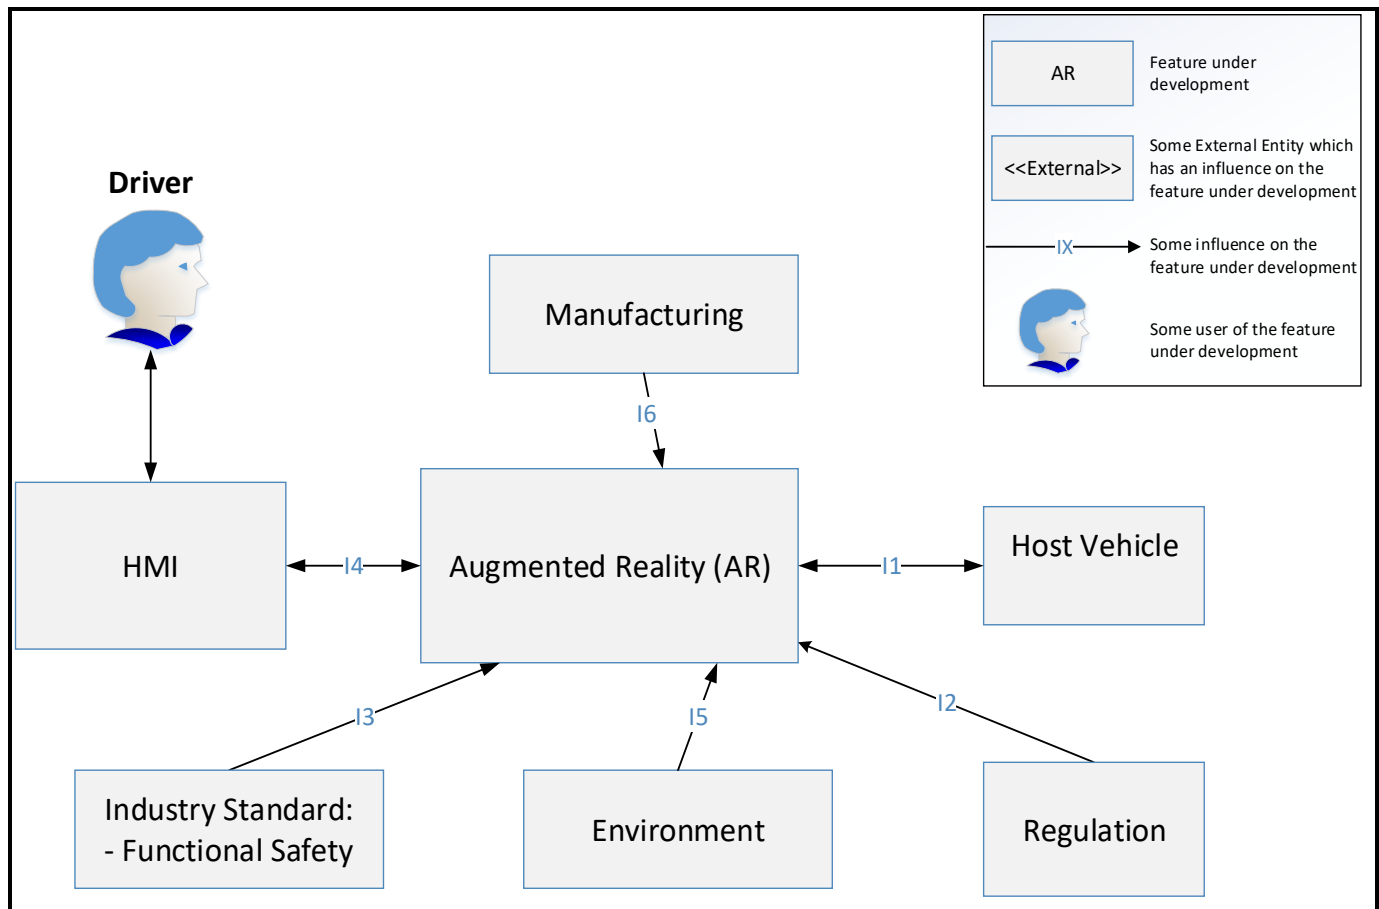 AR
Feature under
development
<<External>>
Some External Entity which
has an influence on the
feature under development
IX
Some influence on the
feature under development
Some user of the feature
under development
Driver
Manufacturing
I6
HMI
I4
Augmented Reality (AR)
I1
Host Vehicle
I3
I5
I2
Industry Standard:
- Functional Safety
Environment
Regulation